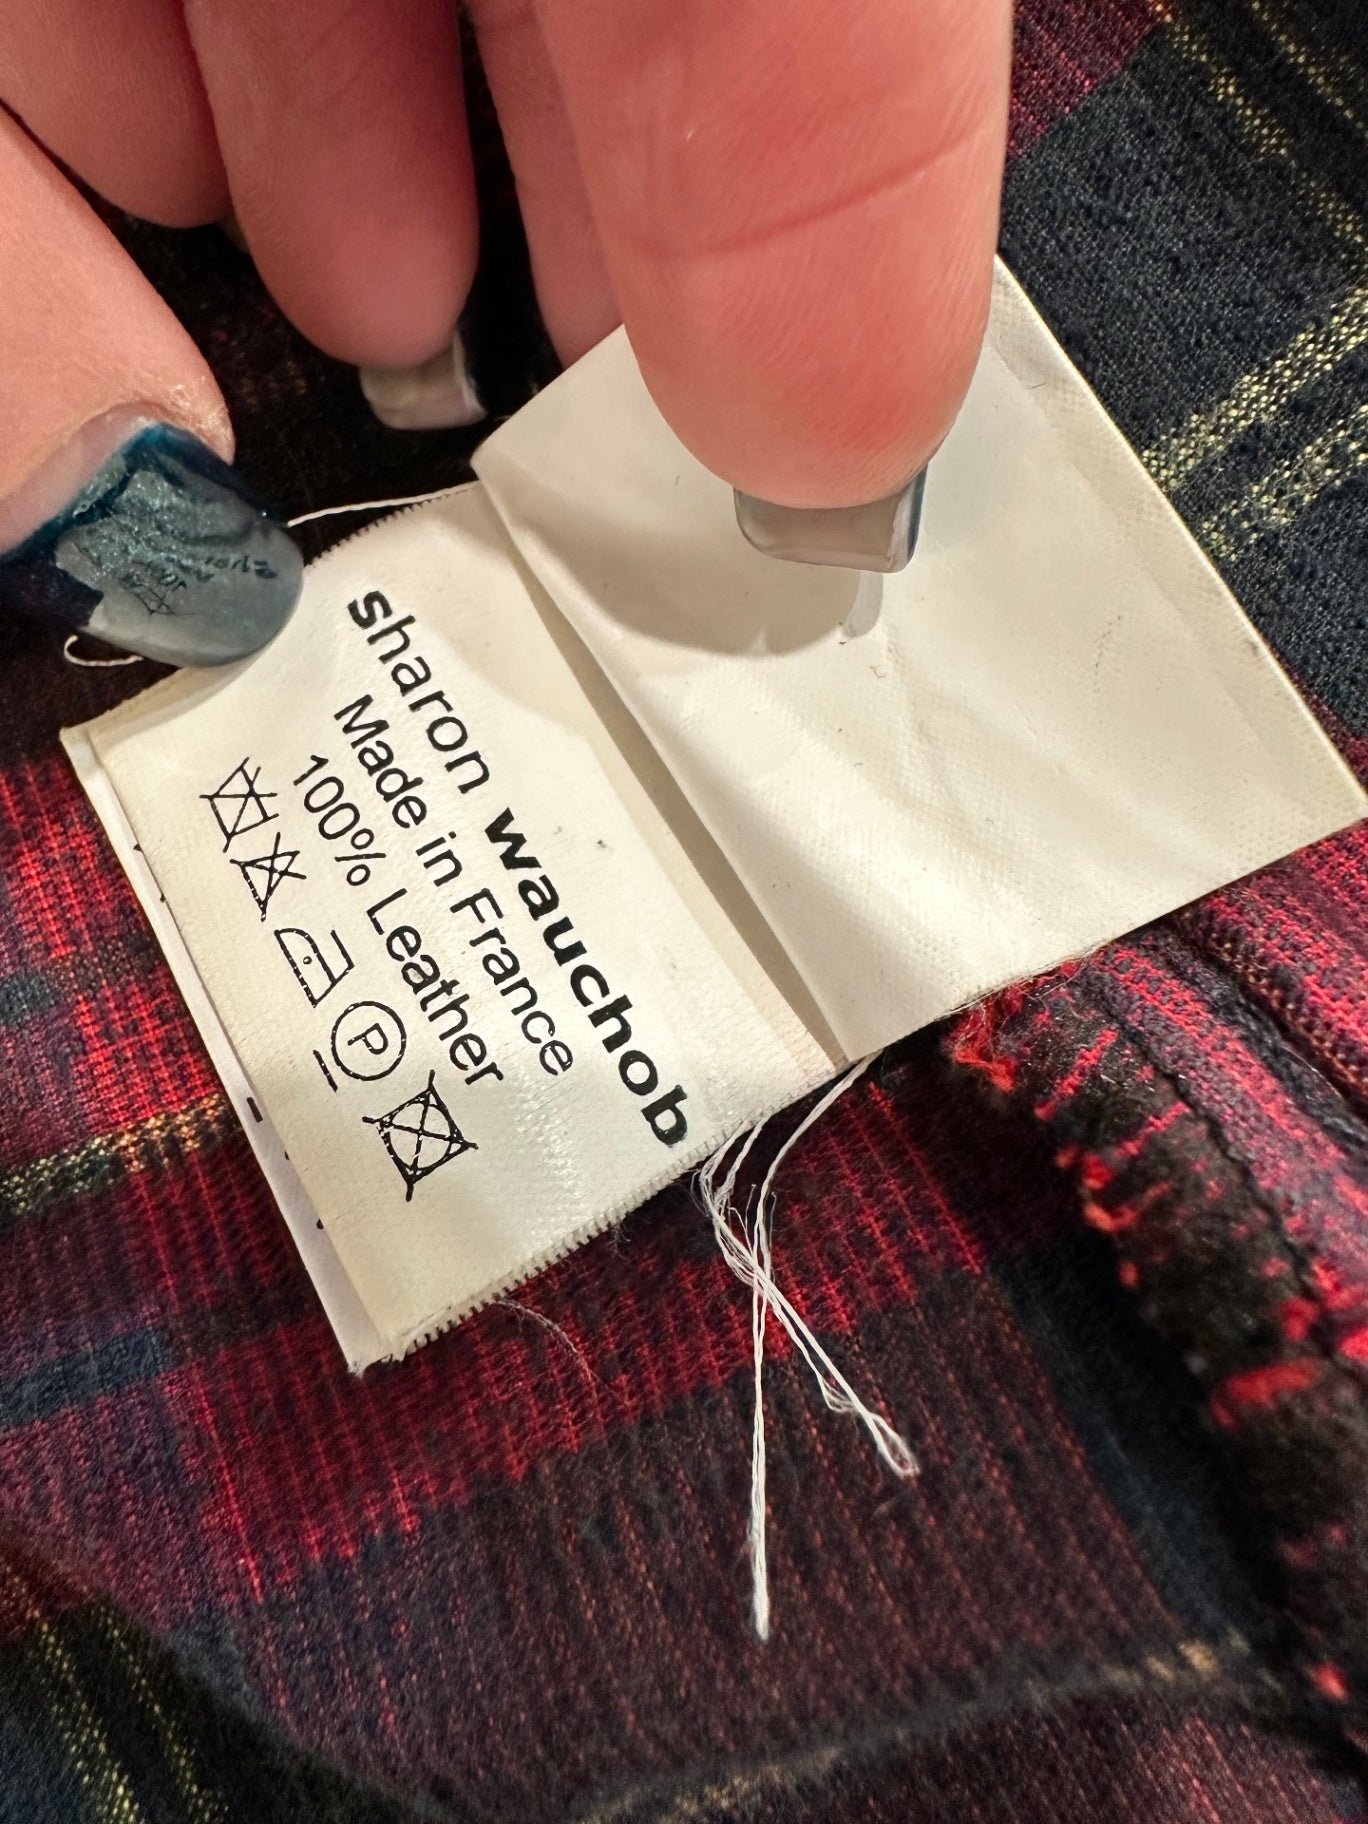 sharon wauchob
Made in France
100% Leather
P